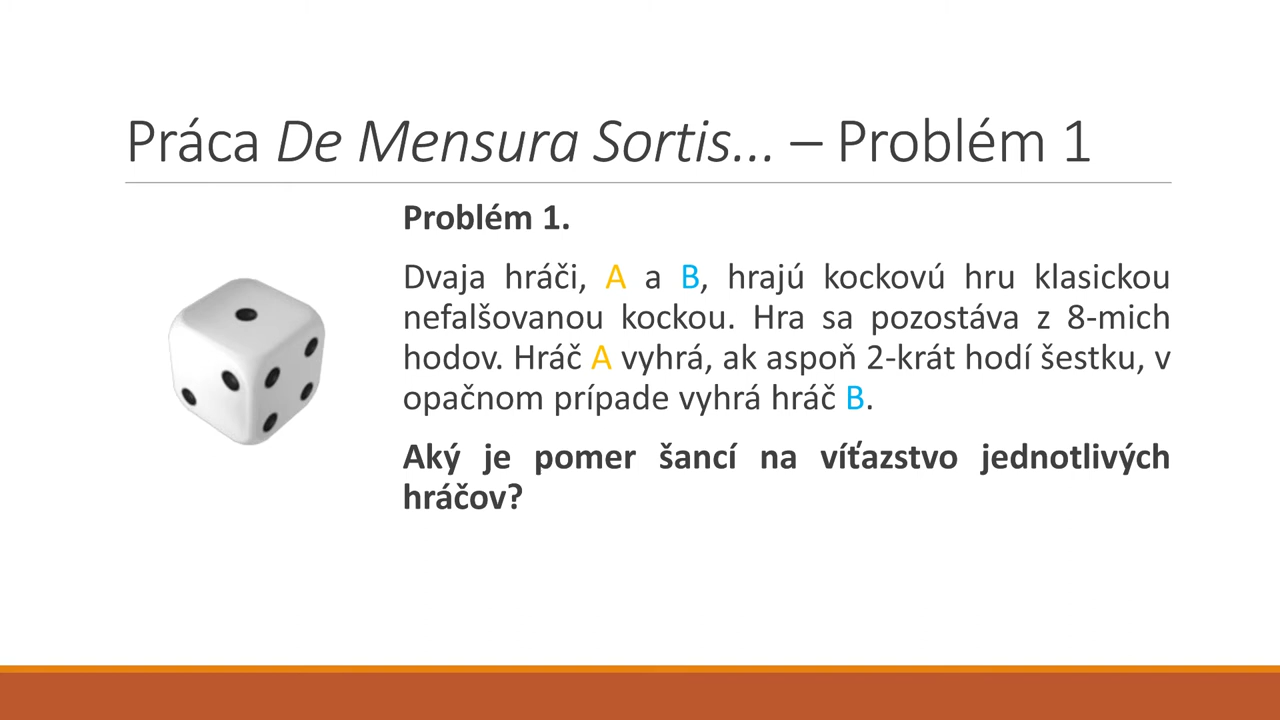 Práca De Mensura Sortis... – Problém 1
Problém 1.
Dvaja hráči, A a B, hrajú kockovú hru klasickou
nefalšovanou kockou. Hra sa pozostáva z 8-mich
hodov. Hráč A vyhrá, ak aspoň 2-krát hodí šestku, v
opačnom prípade vyhrá hráč B.
Aký je pomer šancí na víťazstvo jednotlivých
hráčov?